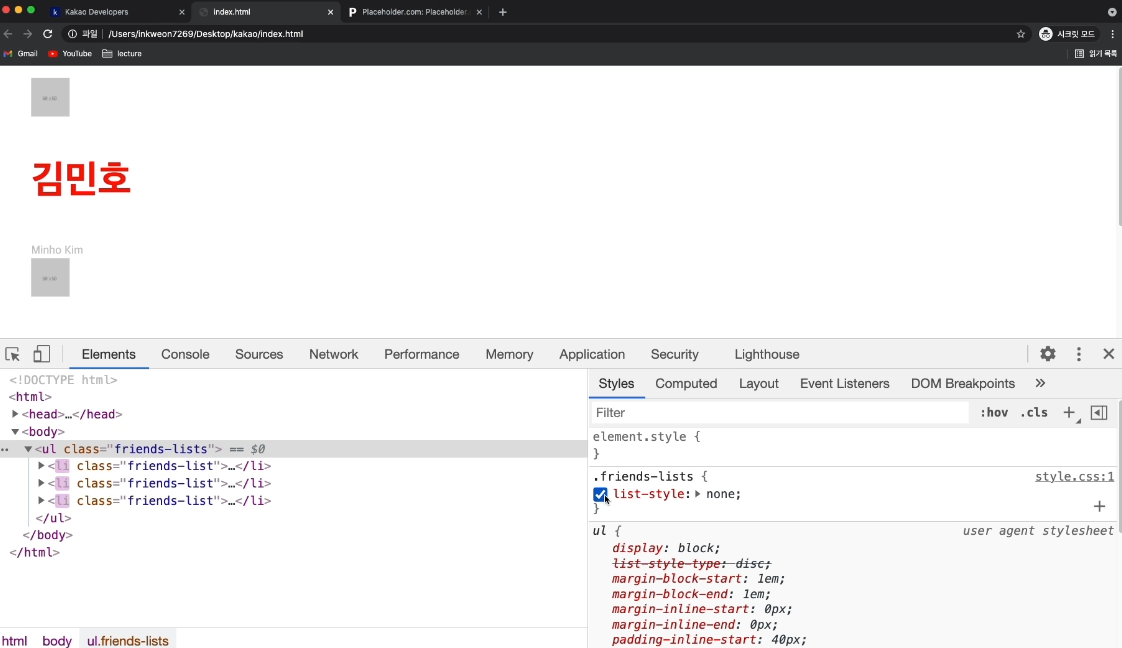 Kakao Developers
index.html
Placeholder.com: Placeholder.
파일 | /Users/inkweon7269/Desktop/kakao/index.html
시크릿 모드
Gmail YouTube lecture
읽기 목록
김민호
Minho Kim
Elements Console Sources Network Performance Memory Application Security Lighthouse
<!DOCTYPE html>
<html>
<head>…</head>
<body>
<ul class="friends-lists"> == $0
<li class="friends-list">…</li>
<li class="friends-list">…</li>
<li class="friends-list">…</li>
</ul>
</body>
</html>
html body ul.friends-lists
Styles Computed Layout Event Listeners DOM Breakpoints »
Filter
:hov .cls +
element.style {
}
.friends-lists { style.css:1
list-style: none;
}
ul { user agent stylesheet
display: block;
list-style-type: disc;
margin-block-start: 1em;
margin-block-end: 1em;
margin-inline-start: 0px;
margin-inline-end: 0px;
padding-inline-start: 40px;